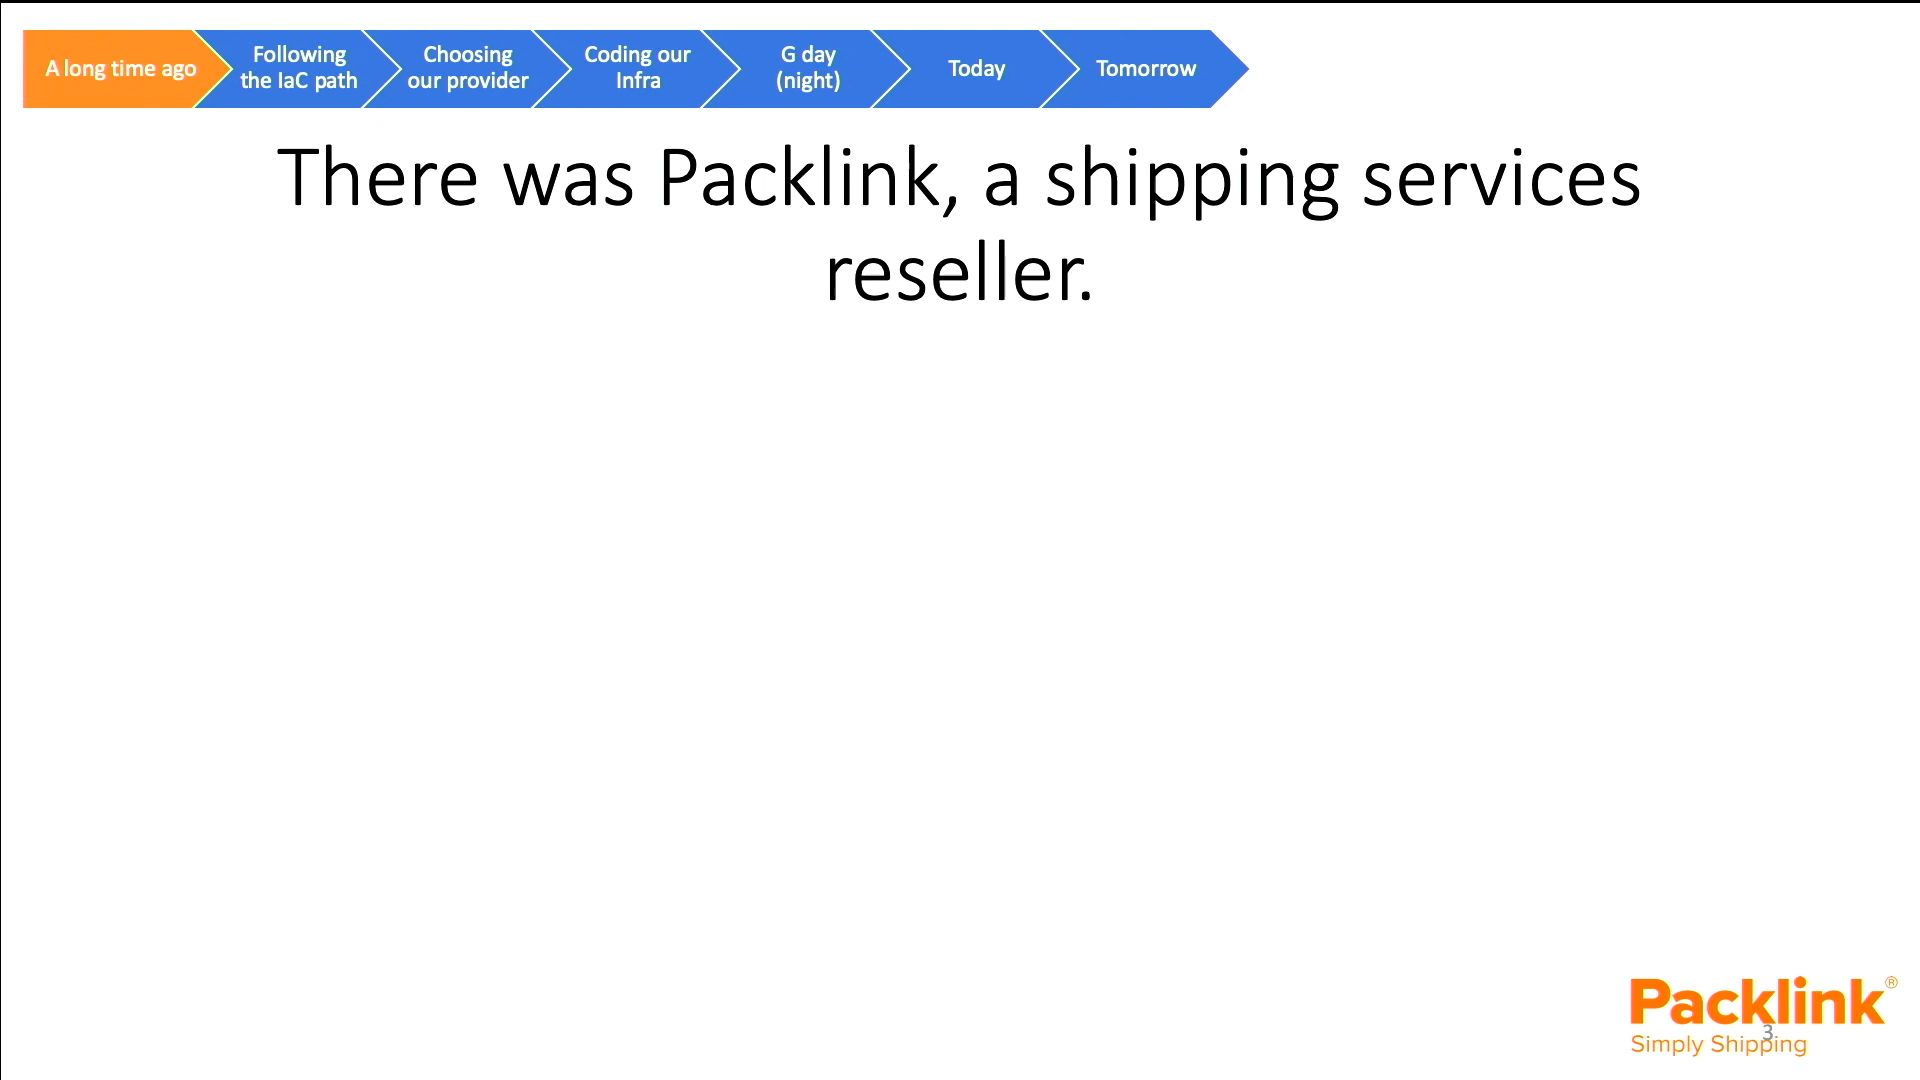 A long time ago
Following
the IaC path
Choosing
our provider
Coding our
Infra
G day
(night)
Today
Tomorrow
There was Packlink, a shipping services
reseller.
Packlink®
3
Simply Shipping